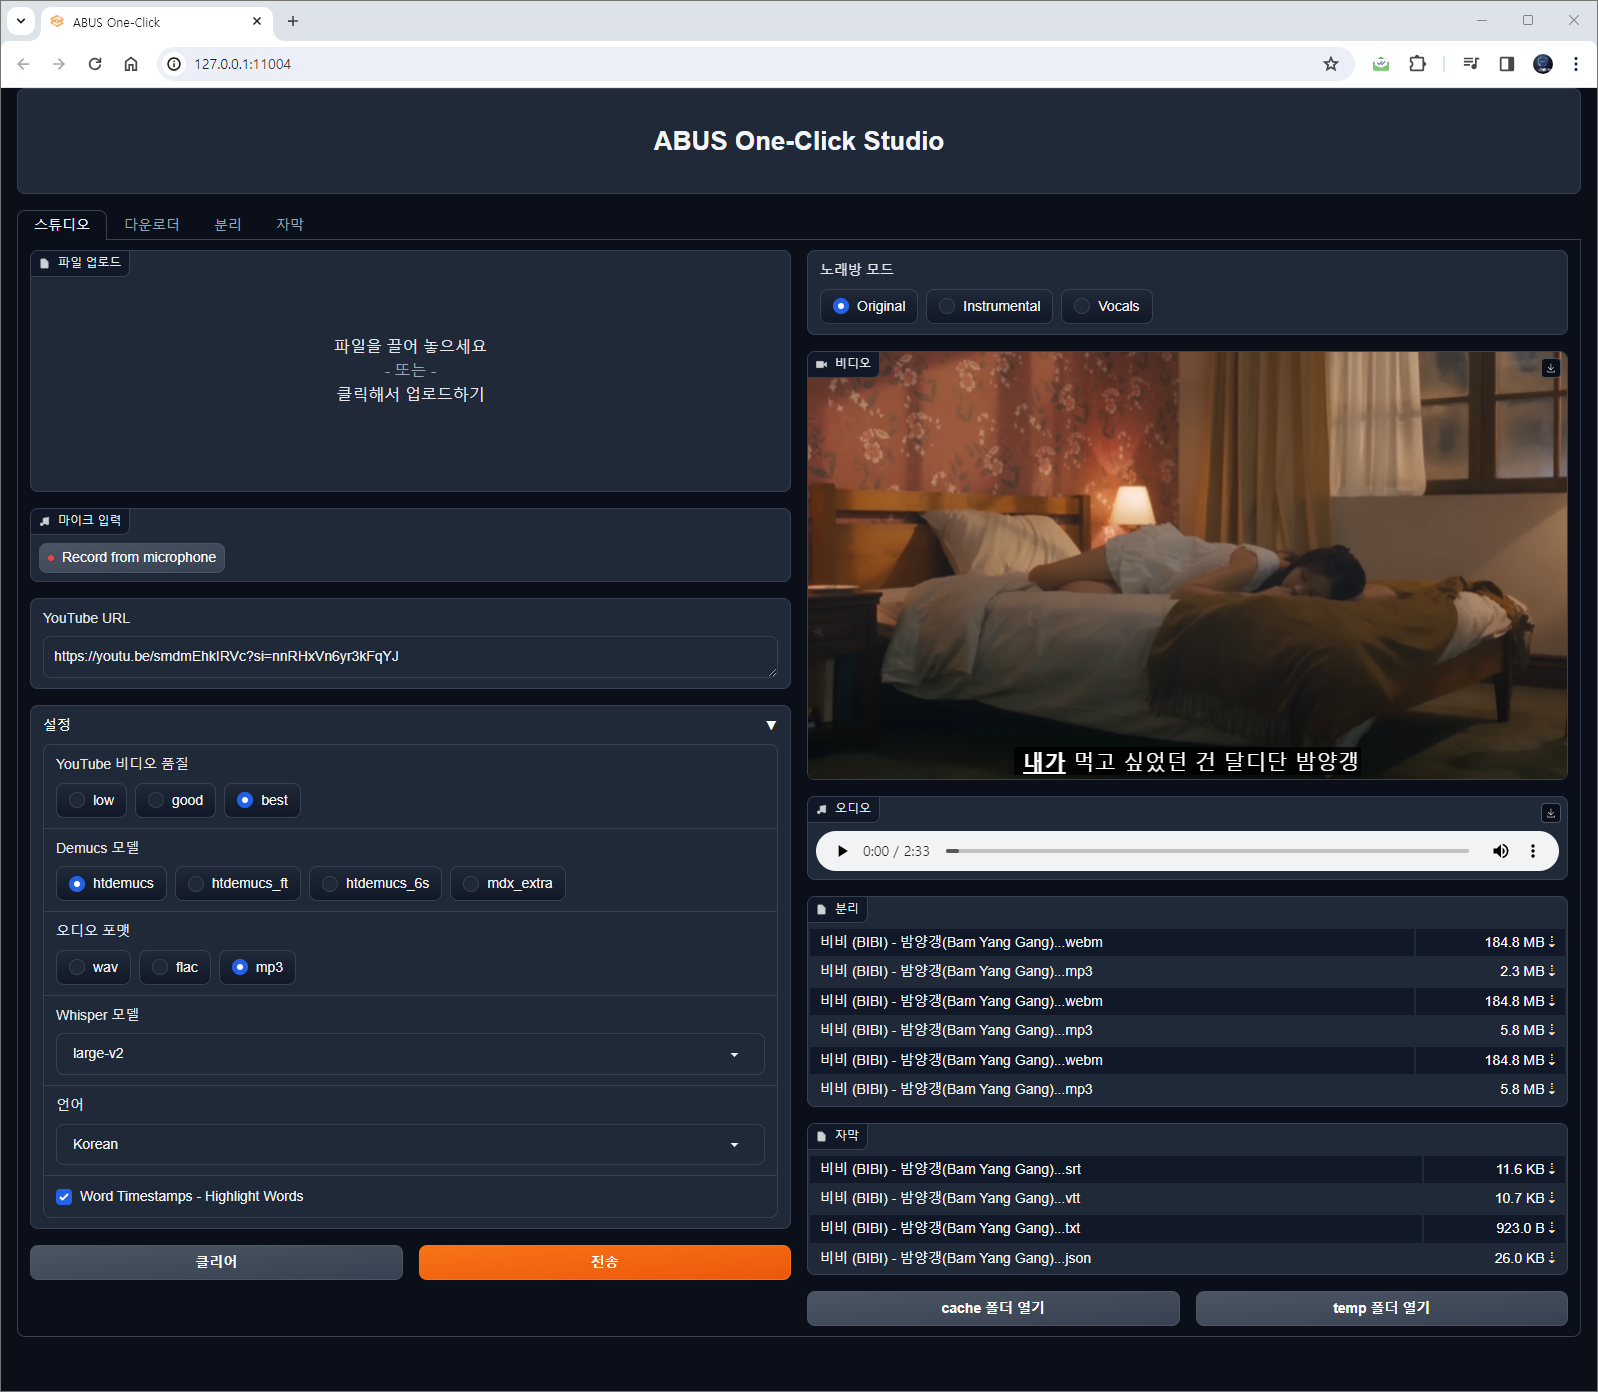 ABUS One-Click
127.0.0.1:11004
ABUS One-Click Studio
스튜디오
다운로더
분리
자막
파일 업로드
파일을 끌어 놓으세요
- 또는 -
클릭해서 업로드하기
마이크 입력
Record from microphone
YouTube URL
https://youtu.be/smdmEhkIRVc?si=nnRHxVn6yr3kFqYJ
설정
YouTube 비디오 품질
low
good
best
Demucs 모델
htdemucs
htdemucs_ft
htdemucs_6s
mdx_extra
오디오 포맷
wav
flac
mp3
Whisper 모델
large-v2
언어
Korean
Word Timestamps - Highlight Words
클리어
전송
노래방 모드
Original
Instrumental
Vocals
비디오
내가 먹고 싶었던 건 달디단 밤양갱
오디오
0:00 / 2:33
분리
비비 (BIBI) - 밤양갱(Bam Yang Gang)...webm 184.8 MB
비비 (BIBI) - 밤양갱(Bam Yang Gang)...mp3 2.3 MB
비비 (BIBI) - 밤양갱(Bam Yang Gang)...webm 184.8 MB
비비 (BIBI) - 밤양갱(Bam Yang Gang)...mp3 5.8 MB
비비 (BIBI) - 밤양갱(Bam Yang Gang)...webm 184.8 MB
비비 (BIBI) - 밤양갱(Bam Yang Gang)...mp3 5.8 MB
자막
비비 (BIBI) - 밤양갱(Bam Yang Gang)...srt 11.6 KB
비비 (BIBI) - 밤양갱(Bam Yang Gang)...vtt 10.7 KB
비비 (BIBI) - 밤양갱(Bam Yang Gang)...txt 923.0 B
비비 (BIBI) - 밤양갱(Bam Yang Gang)...json 26.0 KB
cache 폴더 열기
temp 폴더 열기